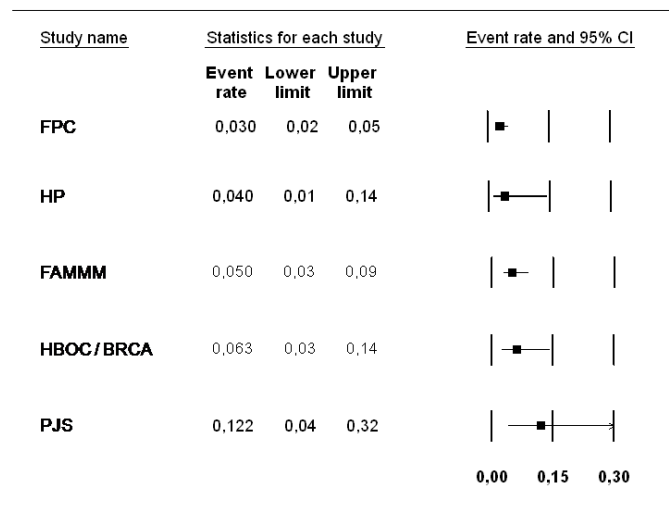 Study name Statistics for each study Event rate and 95% CI
Event Lower Upper
rate limit limit
FPC 0,030 0,02 0,05
HP 0,040 0,01 0,14
FAMMM 0,050 0,03 0,09
HBOC / BRCA 0,063 0,03 0,14
PJS 0,122 0,04 0,32
0,00 0,15 0,30